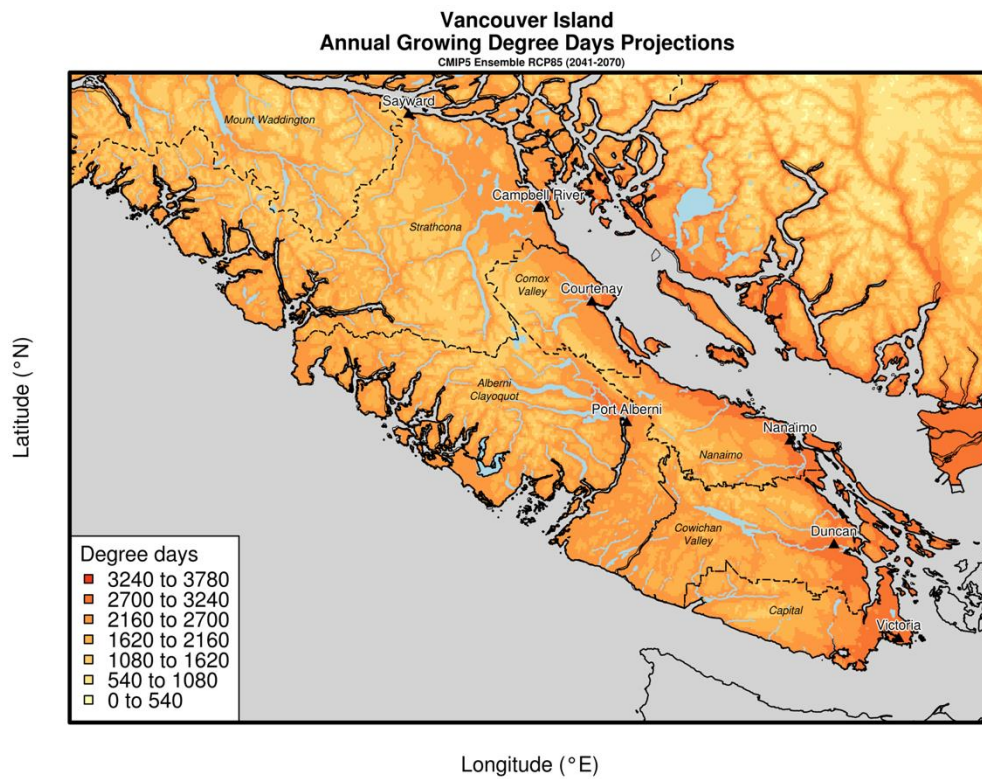 Vancouver Island
Annual Growing Degree Days Projections
CMIP5 Ensemble RCP85 (2041-2070)
Sayward
Mount Waddington
Campbell River
Strathcona
Comox
Valley
Courtenay
Alberni
Clayoquot
Port Alberni
Nanaimo
Nanaimo
Cowichan
Valley
Duncan
Capital
Victoria
Latitude (°N)
Degree days
3240 to 3780
2700 to 3240
2160 to 2700
1620 to 2160
1080 to 1620
540 to 1080
0 to 540
Longitude (°E)